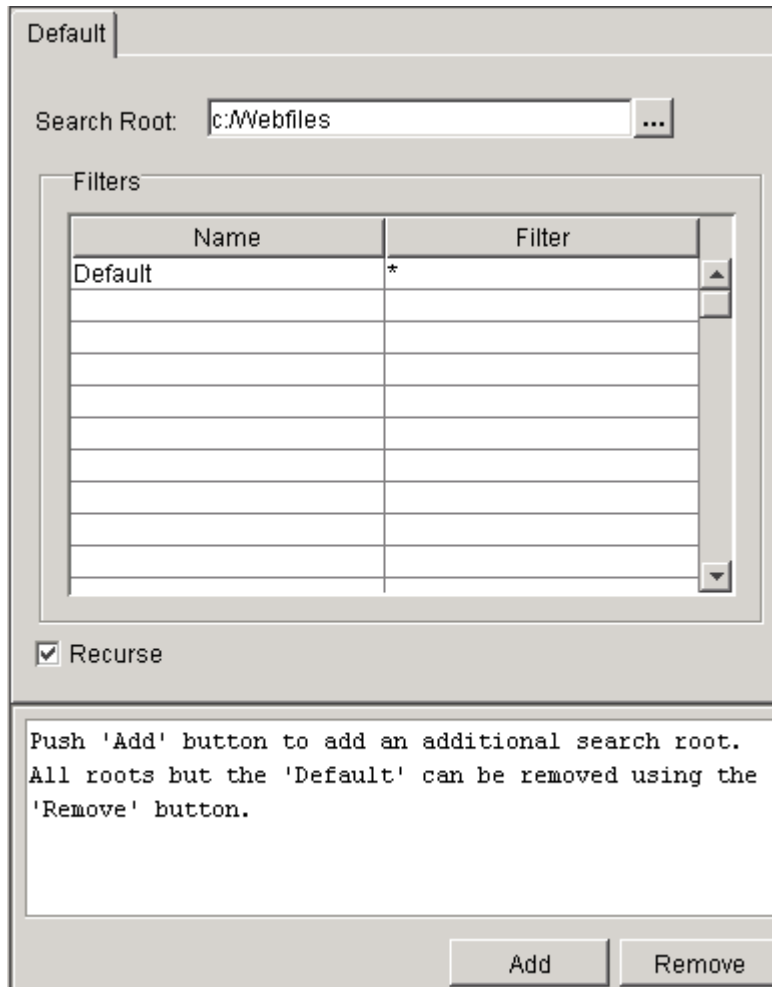 Default
Search Root: c:/Webfiles ...
Filters
Name Filter
Default *
Recurse
Push 'Add' button to add an additional search root.
All roots but the 'Default' can be removed using the
'Remove' button.
Add Remove